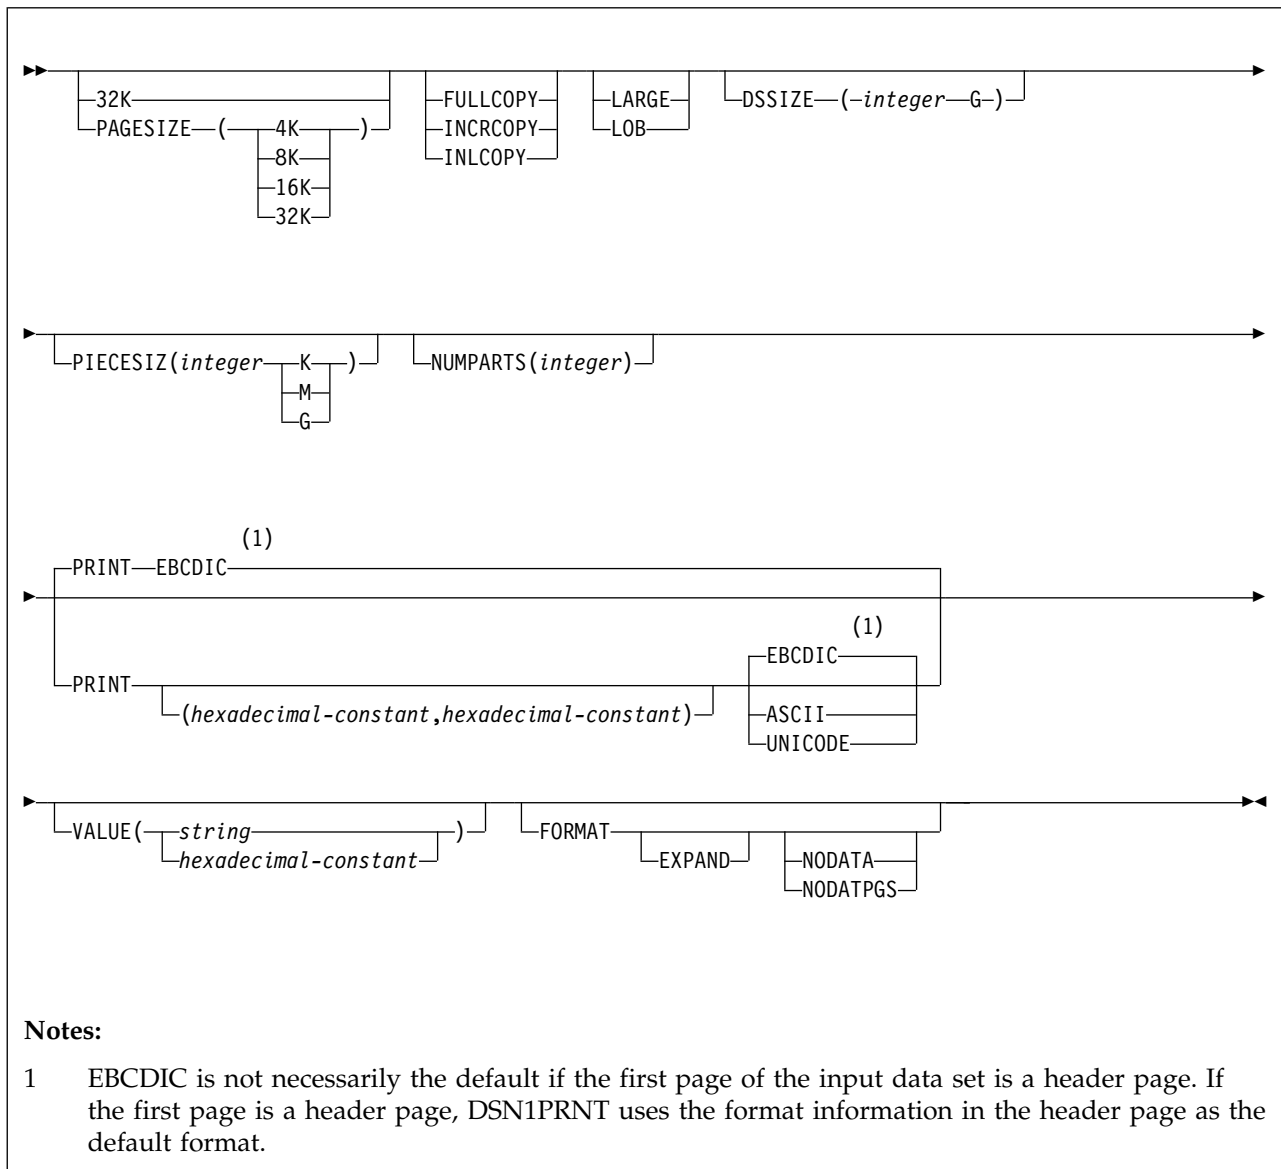 32K FULLCOPY LARGE DSSIZE (integer G)
PAGESIZE ( 4K ) INCRCOPY LOB
8K INLCOPY
16K
32K
PIECESIZ(integer K ) NUMPARTS(integer)
M
G
(1)
PRINT EBCDIC
(1)
EBCDIC
PRINT
(hexadecimal-constant,hexadecimal-constant) ASCII
UNICODE
VALUE( string ) FORMAT
hexadecimal-constant EXPAND NODATA
NODATPGS
Notes:
1 EBCDIC is not necessarily the default if the first page of the input data set is a header page. If
the first page is a header page, DSN1PRNT uses the format information in the header page as the
default format.